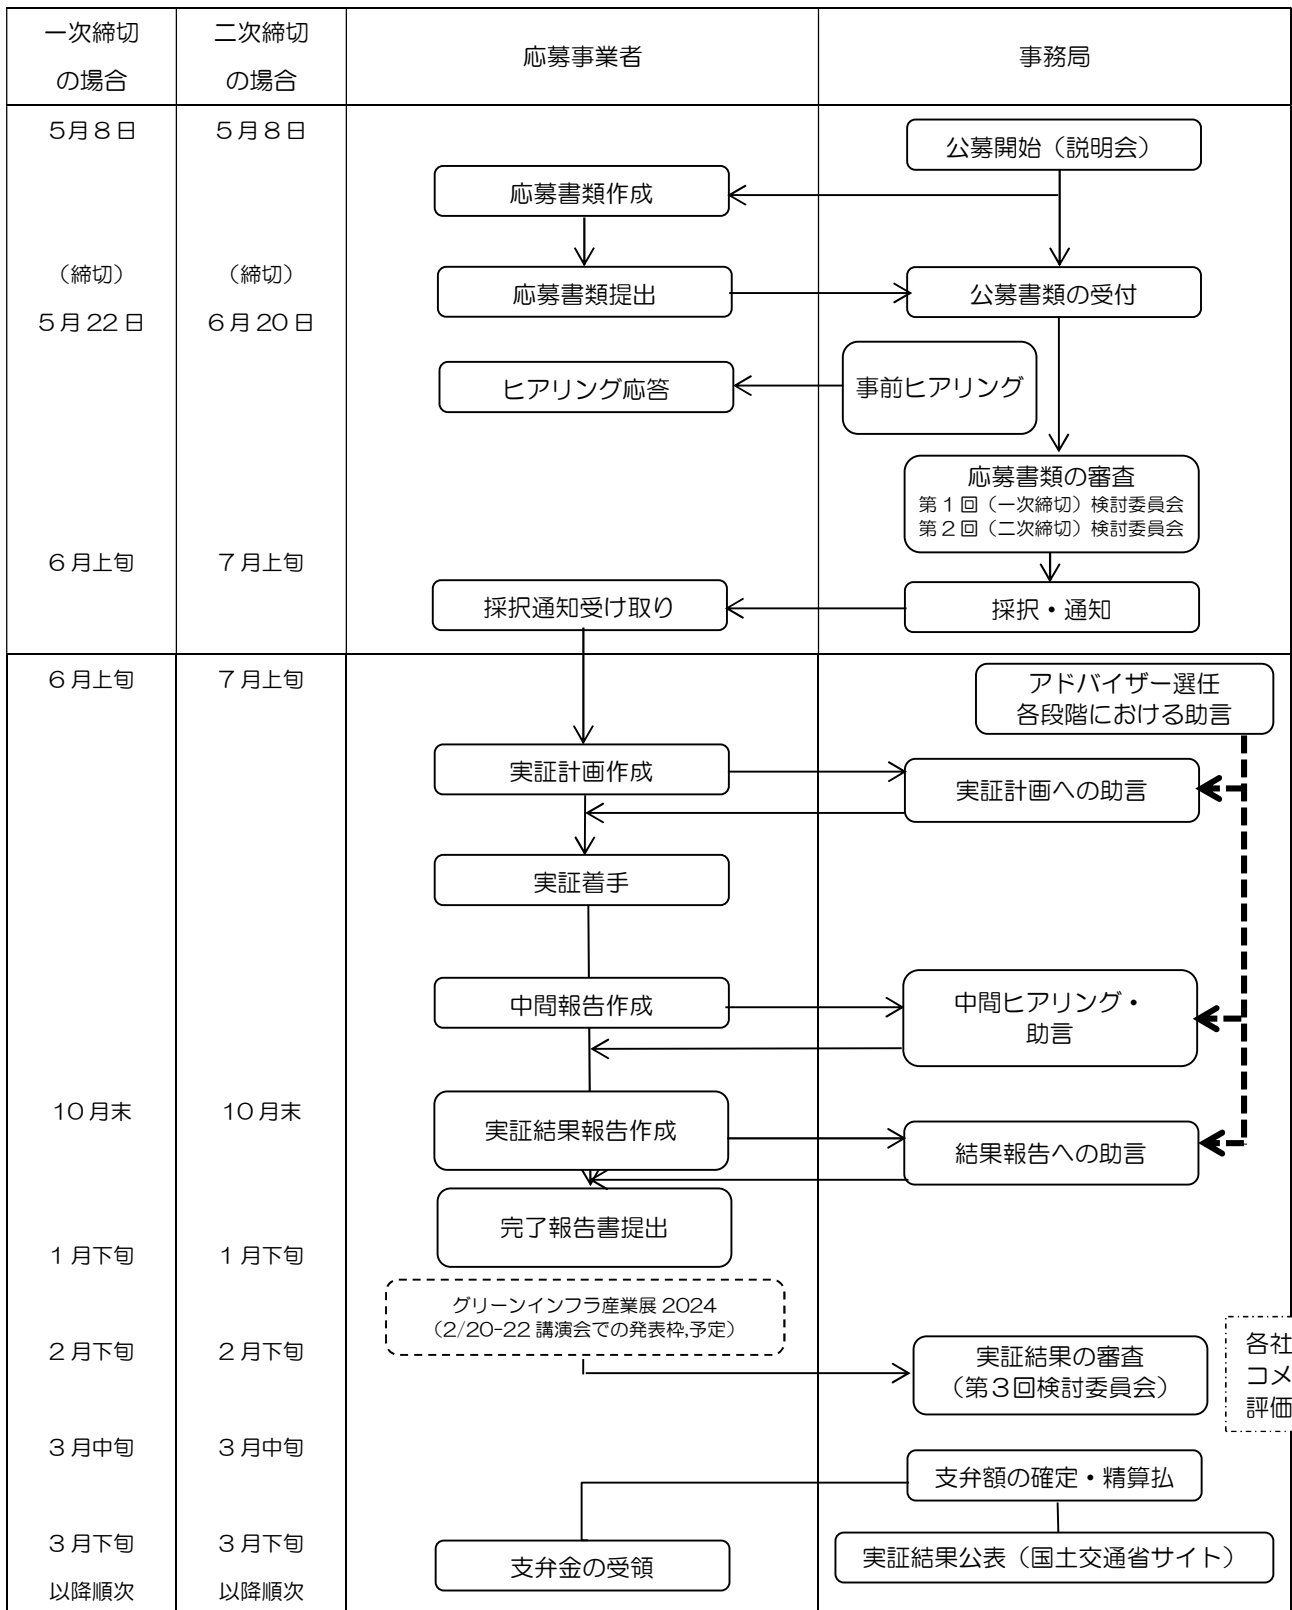 一次締切
の場合
二次締切
の場合
応募事業者
事務局
5月8日
5月8日
公募開始（説明会）
応募書類作成
（締切）
（締切）
応募書類提出
公募書類の受付
5月22日
6月20日
ヒアリング応答
事前ヒアリング
応募書類の審査
第1回（一次締切）検討委員会
第2回（二次締切）検討委員会
6月上旬
7月上旬
採択通知受け取り
採択・通知
6月上旬
7月上旬
アドバイザー選任
各段階における助言
実証計画作成
実証計画への助言
実証着手
中間報告作成
中間ヒアリング・
助言
10月末
10月末
実証結果報告作成
結果報告への助言
完了報告書提出
1月下旬
1月下旬
グリーンインフラ産業展2024
（2/20-22講演会での発表枠,予定）
2月下旬
2月下旬
実証結果の審査
（第3回検討委員会）
各社
コメ
評価
3月中旬
3月中旬
支弁額の確定・精算払
3月下旬
以降順次
3月下旬
以降順次
支弁金の受領
実証結果公表（国土交通省サイト）